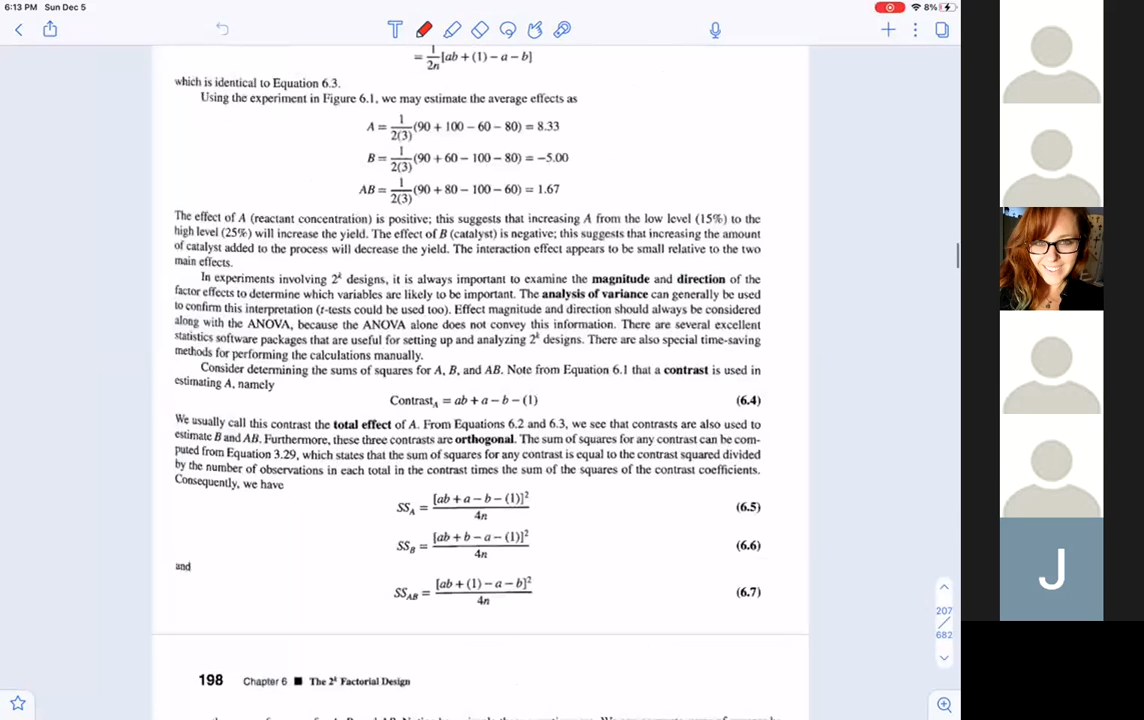 6:13 PM Sun Dec 5
8%
= 1/2n [ab + (1) − a − b]
which is identical to Equation 6.3.
Using the experiment in Figure 6.1, we may estimate the average effects as
A = 1/2(3) (90 + 100 − 60 − 80) = 8.33
B = 1/2(3) (90 + 60 − 100 − 80) = −5.00
AB = 1/2(3) (90 + 80 − 100 − 60) = 1.67
The effect of A (reactant concentration) is positive; this suggests that increasing A from the low level (15%) to the
high level (25%) will increase the yield. The effect of B (catalyst) is negative; this suggests that increasing the amount
of catalyst added to the process will decrease the yield. The interaction effect appears to be small relative to the two
main effects.
In experiments involving 2^k designs, it is always important to examine the magnitude and direction of the
factor effects to determine which variables are likely to be important. The analysis of variance can generally be used
to confirm this interpretation (t-tests could be used too). Effect magnitude and direction should always be considered
along with the ANOVA, because the ANOVA alone does not convey this information. There are several excellent
statistics software packages that are useful for setting up and analyzing 2^k designs. There are also special time-saving
methods for performing the calculations manually.
Consider determining the sums of squares for A, B, and AB. Note from Equation 6.1 that a contrast is used in
estimating A, namely
Contrast_A = ab + a − b − (1) (6.4)
We usually call this contrast the total effect of A. From Equations 6.2 and 6.3, we see that contrasts are also used to
estimate B and AB. Furthermore, these three contrasts are orthogonal. The sum of squares for any contrast can be com-
puted from Equation 3.29, which states that the sum of squares for any contrast is equal to the contrast squared divided
by the number of observations in each total in the contrast times the sum of the squares of the contrast coefficients.
Consequently, we have
SS_A = [ab + a − b − (1)]²/4n (6.5)
SS_B = [ab + b − a − (1)]²/4n (6.6)
and
SS_AB = [ab + (1) − a − b]²/4n (6.7)
207
682
198 Chapter 6 ■ The 2^k Factorial Design
J